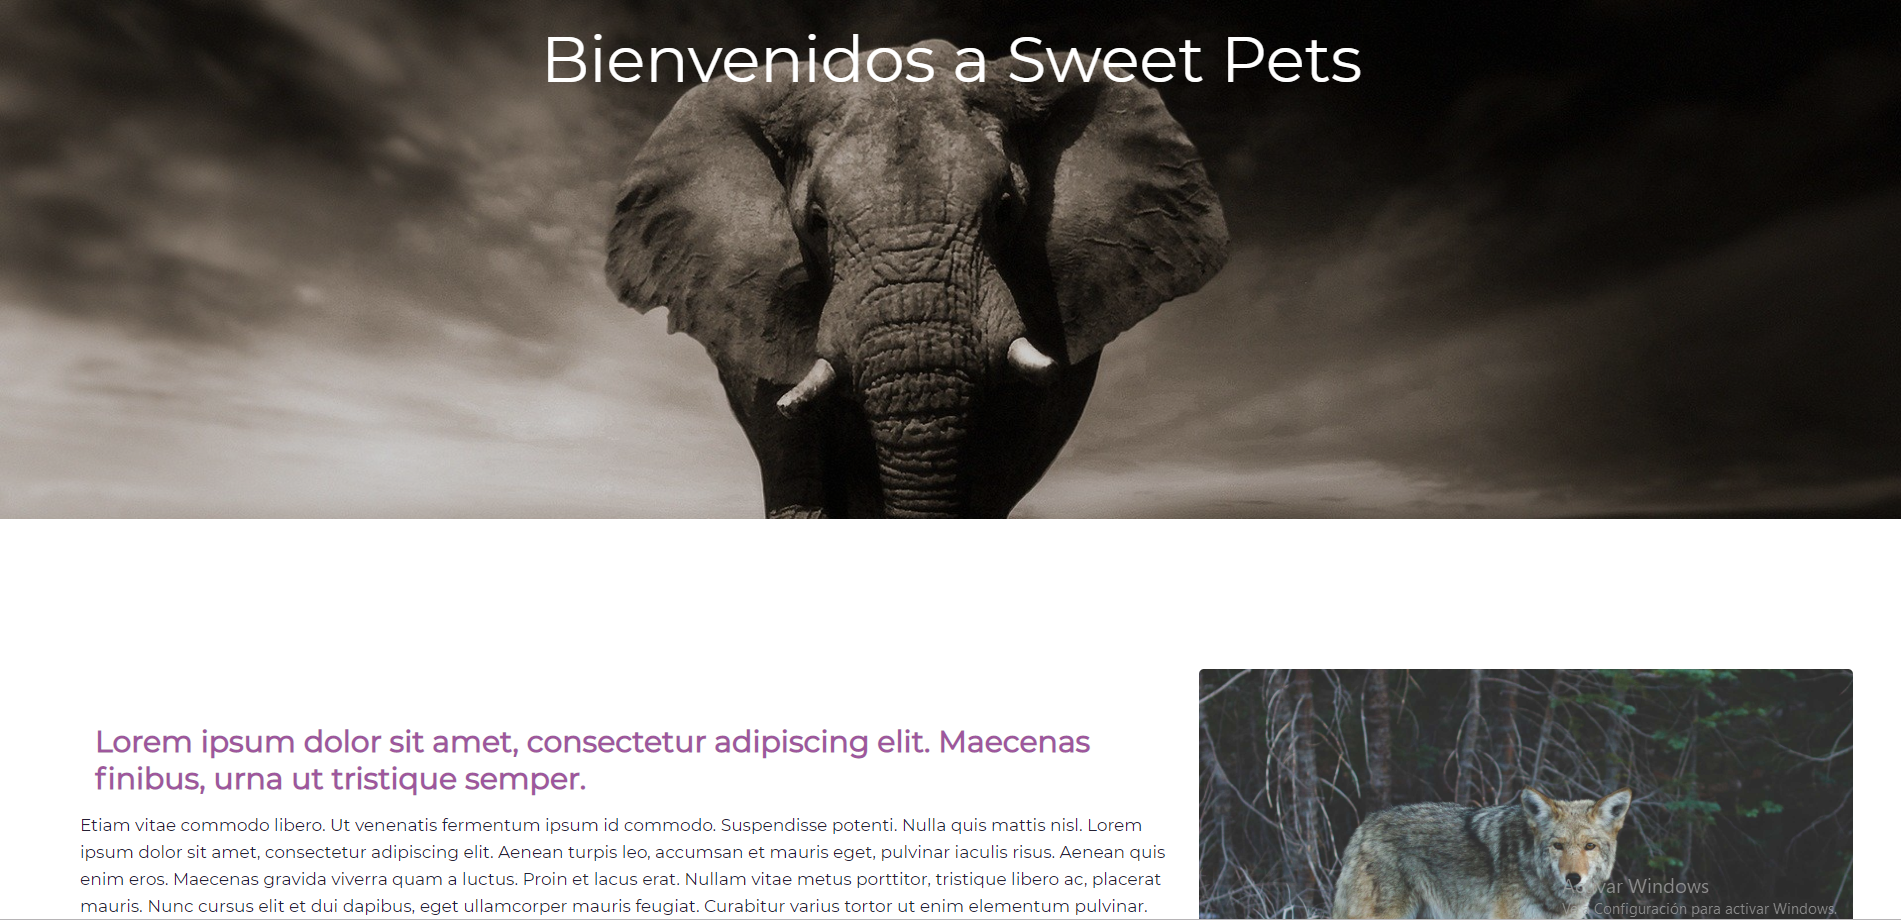 Bienvenidos a Sweet Pets
Lorem ipsum dolor sit amet, consectetur adipiscing elit. Maecenas
finibus, urna ut tristique semper.
Etiam vitae commodo libero. Ut venenatis fermentum ipsum id commodo. Suspendisse potenti. Nulla quis mattis nisl. Lorem
ipsum dolor sit amet, consectetur adipiscing elit. Aenean turpis leo, accumsan et mauris eget, pulvinar iaculis risus. Aenean quis
enim eros. Maecenas gravida viverra quam a luctus. Proin et lacus erat. Nullam vitae metus porttitor, tristique libero ac, placerat
mauris. Nunc cursus elit et dui dapibus, eget ullamcorper mauris feugiat. Curabitur varius tortor ut enim elementum pulvinar.
Activar Windows
Ve a Configuración para activar Windows.